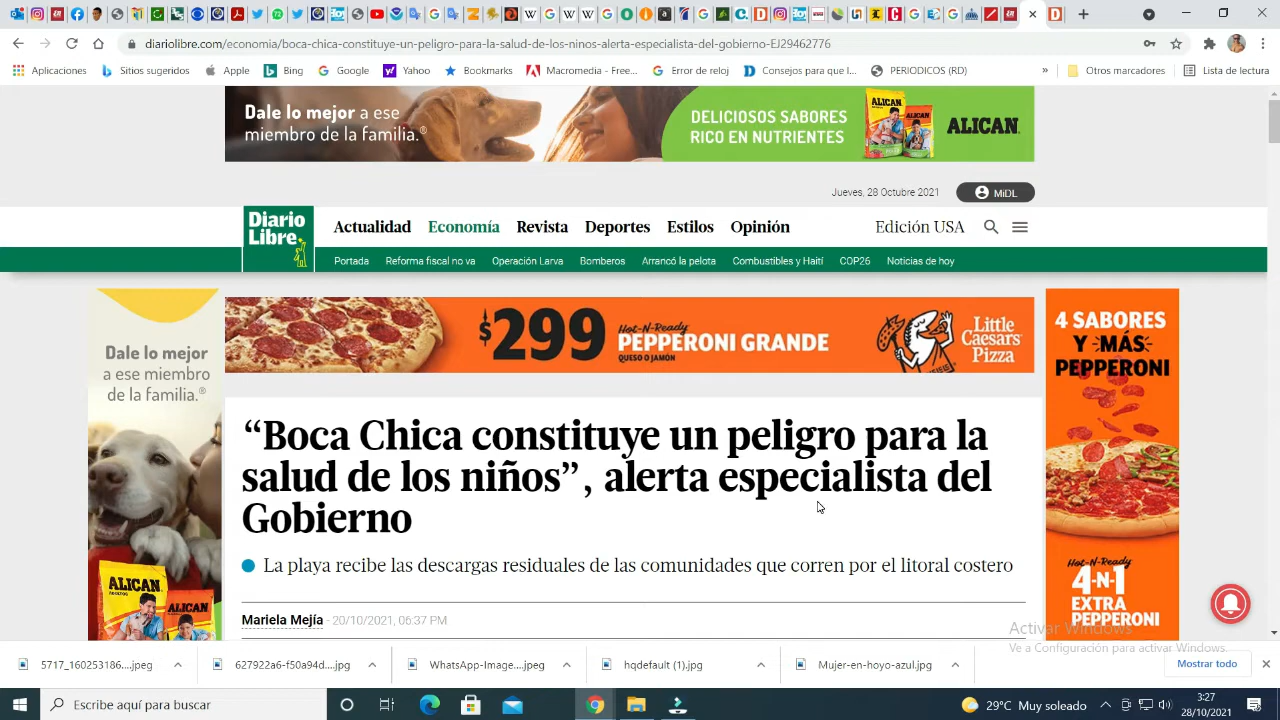 diariolibre.com/economia/boca-chica-constituye-un-peligro-para-la-salud-de-los-ninos-alerta-especialista-del-gobierno-EJ29462776
Aplicaciones
Sitios sugeridos
Apple
Bing
Google
Yahoo
Bookmarks
Macromedia - Free...
Error de reloj
Consejos para que l...
PERIODICOS (RD)
»
Otros marcadores
Lista de lectura
Dale lo mejor a ese
miembro de la familia.®
DELICIOSOS SABORES
RICO EN NUTRIENTES
ALICAN
ALICAN
ALICAN
Jueves, 28 Octubre 2021
MiDL
Diario
Libre
Actualidad
Economía
Revista
Deportes
Estilos
Opinión
Edición USA
Portada
Reforma fiscal no va
Operación Larva
Bomberos
Arrancó la pelota
Combustibles y Haití
COP26
Noticias de hoy
Dale lo mejor
a ese miembro
de la familia.®
ALICAN
ADULTOS
ALICAN
$299
Hot-N-Ready
PEPPERONI GRANDE
QUESO O JAMÓN
Little
Caesars
Pizza
4 SABORES
Y MÁS
PEPPERONI
Hot-N-Ready
4-N-1
EXTRA
PEPPERONI
“Boca Chica constituye un peligro para la
salud de los niños”, alerta especialista del
Gobierno
La playa recibe las descargas residuales de las comunidades que corren por el litoral costero
Mariela Mejía - 20/10/2021, 06:37 PM
Activar Windows
Ve a Configuración para activar Windows.
5717_160253186....jpeg
627922a6-f50a94d....jpg
WhatsApp-Image....jpeg
hqdefault (1).jpg
Mujer-en-hoyo-azul.jpg
Mostrar todo
Escribe aquí para buscar
29°C Muy soleado
3:27
28/10/2021